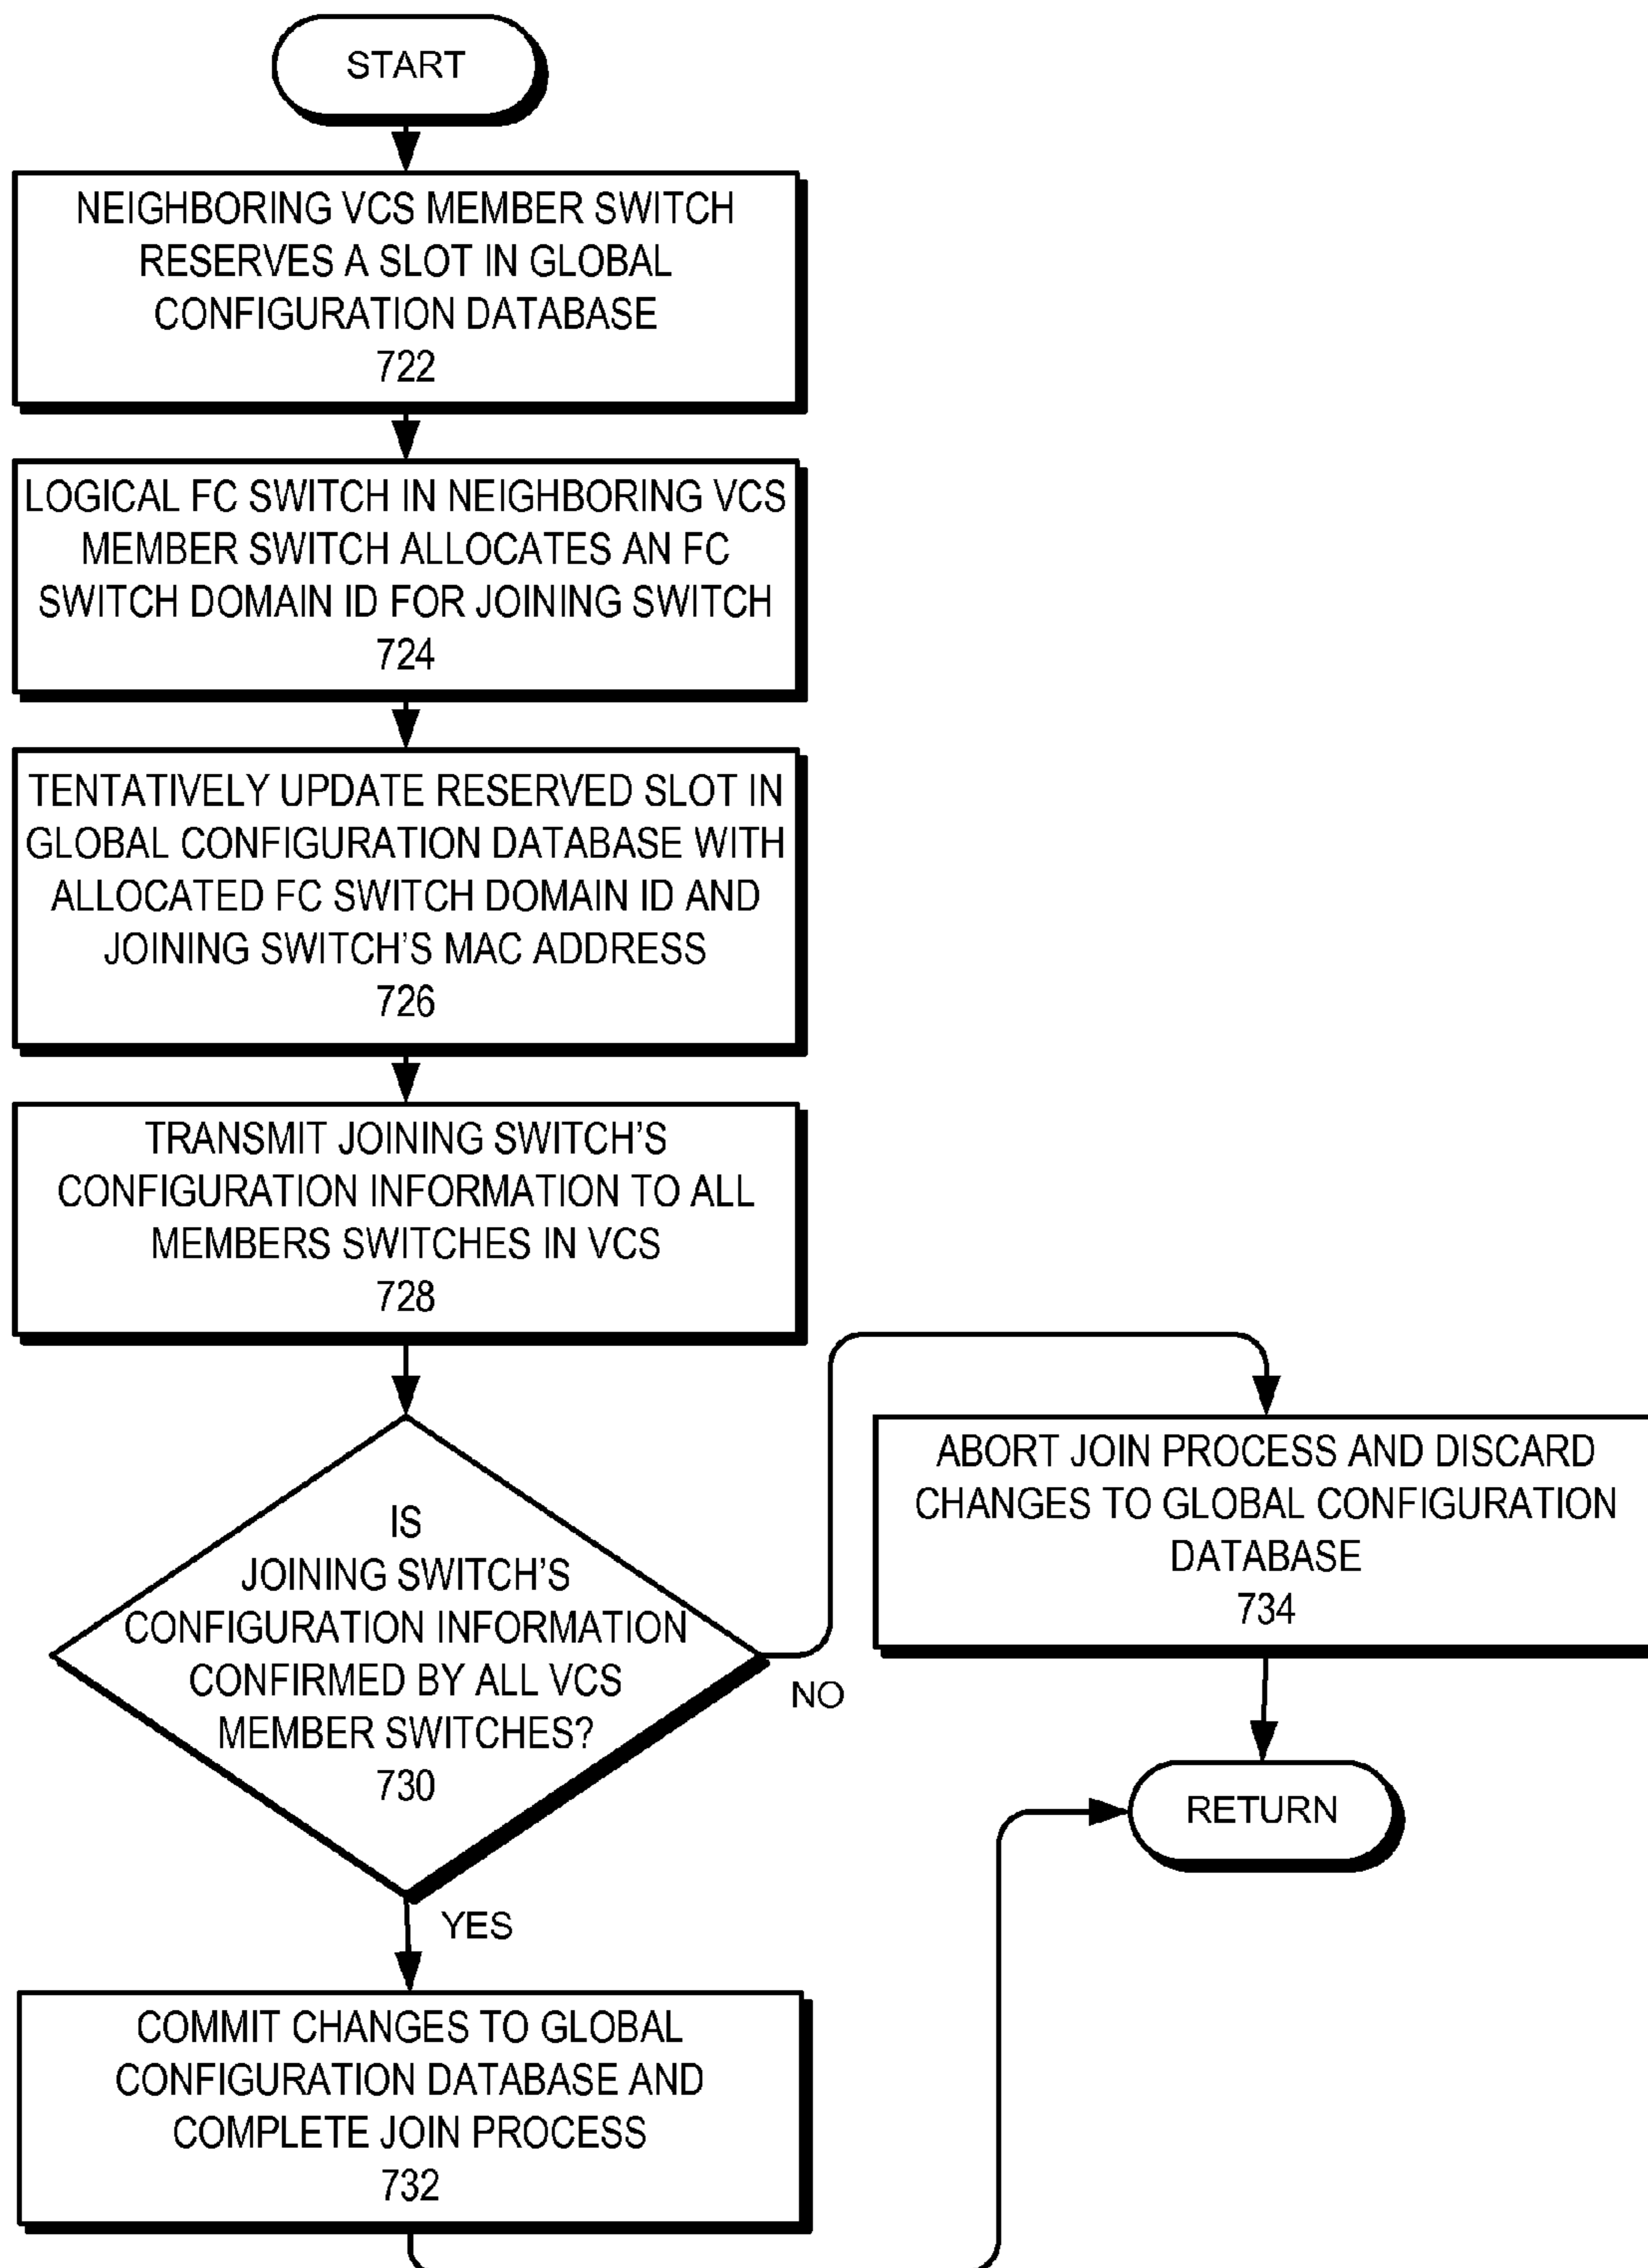 START
NEIGHBORING VCS MEMBER SWITCH
RESERVES A SLOT IN GLOBAL
CONFIGURATION DATABASE
722
LOGICAL FC SWITCH IN NEIGHBORING VCS
MEMBER SWITCH ALLOCATES AN FC
SWITCH DOMAIN ID FOR JOINING SWITCH
724
TENTATIVELY UPDATE RESERVED SLOT IN
GLOBAL CONFIGURATION DATABASE WITH
ALLOCATED FC SWITCH DOMAIN ID AND
JOINING SWITCH’S MAC ADDRESS
726
TRANSMIT JOINING SWITCH’S
CONFIGURATION INFORMATION TO ALL
MEMBERS SWITCHES IN VCS
728
IS
JOINING SWITCH’S
CONFIGURATION INFORMATION
CONFIRMED BY ALL VCS
MEMBER SWITCHES?
730
NO
ABORT JOIN PROCESS AND DISCARD
CHANGES TO GLOBAL CONFIGURATION
DATABASE
734
RETURN
YES
COMMIT CHANGES TO GLOBAL
CONFIGURATION DATABASE AND
COMPLETE JOIN PROCESS
732